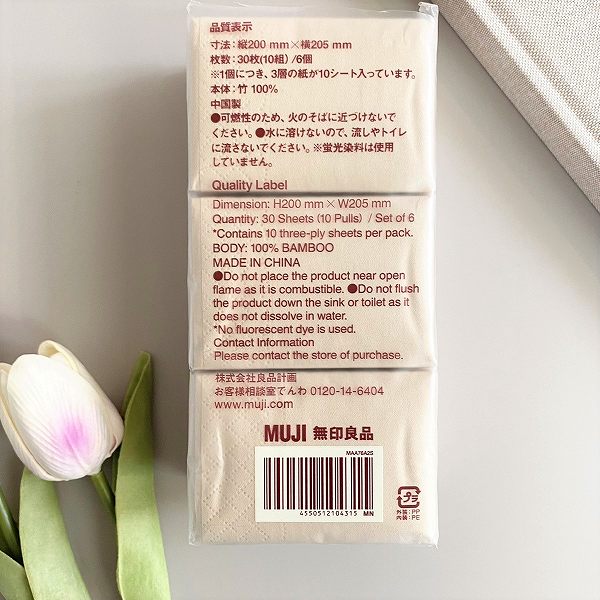 品質表示
寸法：縦200 mm×横205 mm
枚数：30枚(10組)/6個
※1個につき、3層の紙が10シート入っています。
本体：竹 100%
中国製
●可燃性のため、火のそばに近づけないで
ください。●水に溶けないので、流しやトイレ
に流さないでください。※蛍光染料は使用
していません。
Quality Label
Dimension: H200 mm×W205 mm
Quantity: 30 Sheets (10 Pulls) / Set of 6
*Contains 10 three-ply sheets per pack.
BODY: 100% BAMBOO
MADE IN CHINA
●Do not place the product near open
flame as it is combustible. ●Do not flush
the product down the sink or toilet as it
does not dissolve in water.
*No fluorescent dye is used.
Contact Information
Please contact the store of purchase.
株式会社良品計画
お客様相談室でんわ 0120-14-6404
www.muji.com
MUJI 無印良品
MAA76A2S
4550512104315 MN
プラ
外装：PP
内装：PE